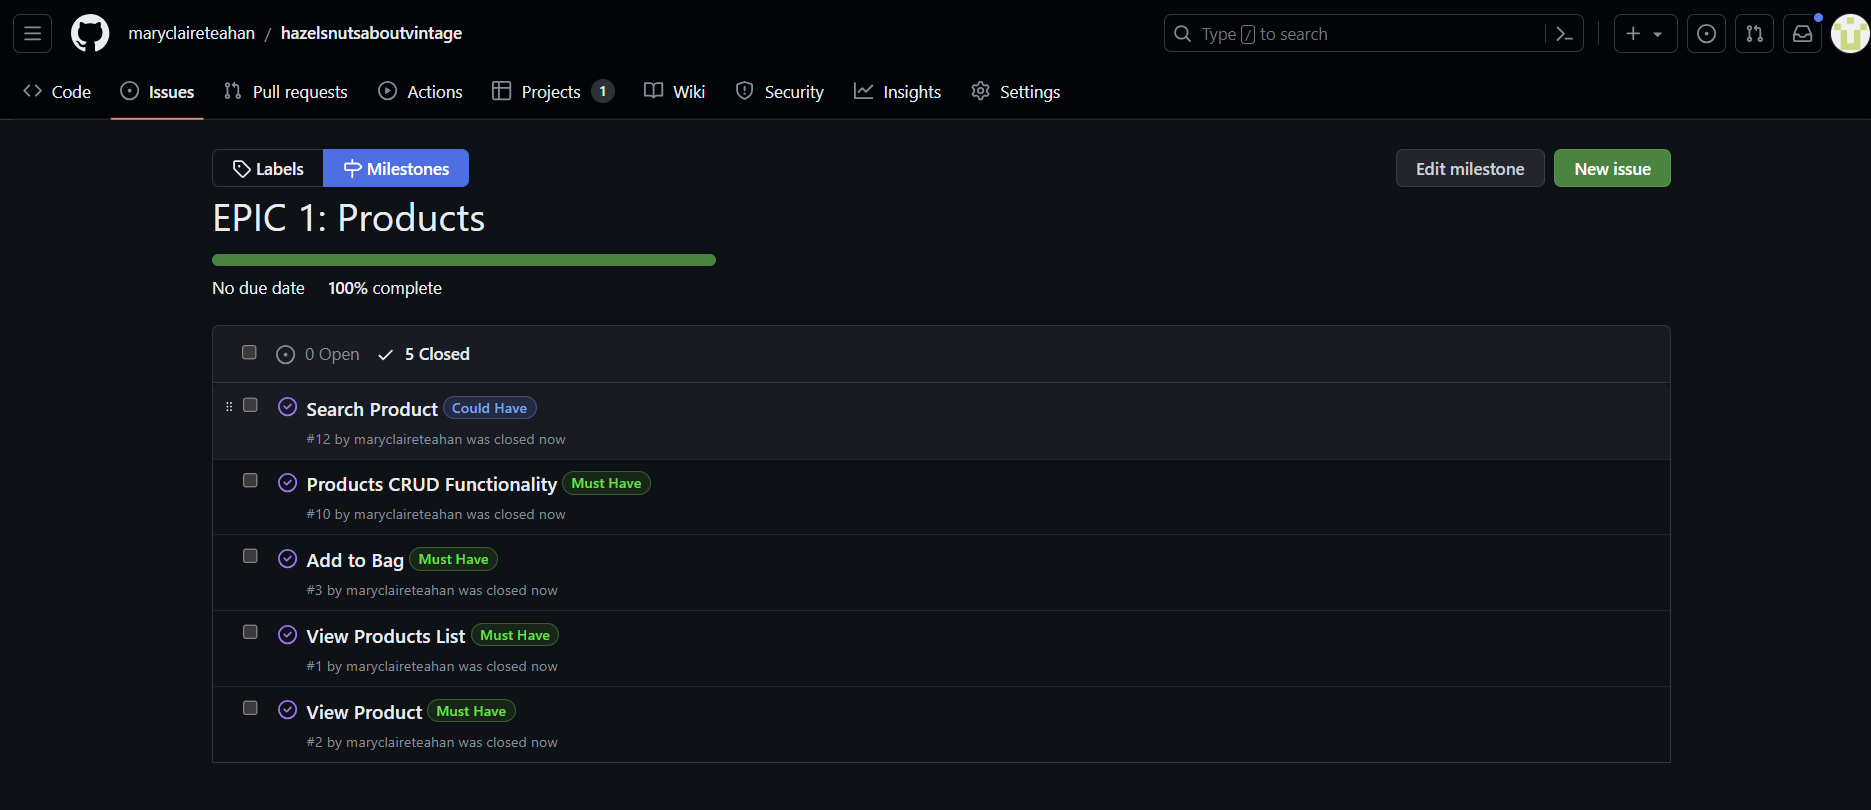 maryclaireteahan / hazelsnutsaboutvintage
Type / to search
Code Issues Pull requests Actions Projects 1 Wiki Security Insights Settings
Labels Milestones Edit milestone New issue
EPIC 1: Products
No due date 100% complete
0 Open 5 Closed
Search Product Could Have
#12 by maryclaireteahan was closed now
Products CRUD Functionality Must Have
#10 by maryclaireteahan was closed now
Add to Bag Must Have
#3 by maryclaireteahan was closed now
View Products List Must Have
#1 by maryclaireteahan was closed now
View Product Must Have
#2 by maryclaireteahan was closed now